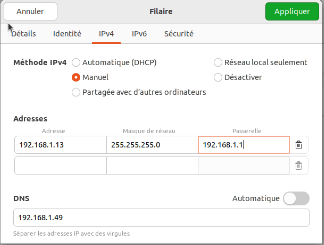 Annuler Filaire Appliquer
Détails Identité IPv4 IPv6 Sécurité
Méthode IPv4 Automatique (DHCP) Réseau local seulement
Manuel Désactiver
Partagée avec d'autres ordinateurs
Adresses
Adresse Masque de réseau Passerelle
192.168.1.13 255.255.255.0 192.168.1.1
DNS Automatique
192.168.1.49
Séparer les adresses IP avec des virgules